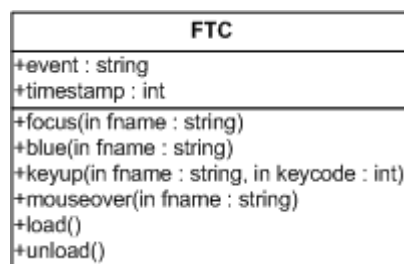 FTC
+event : string
+timestamp : int
+focus(in fname : string)
+blue(in fname : string)
+keyup(in fname : string, in keycode : int)
+mouseover(in fname : string)
+load()
+unload()